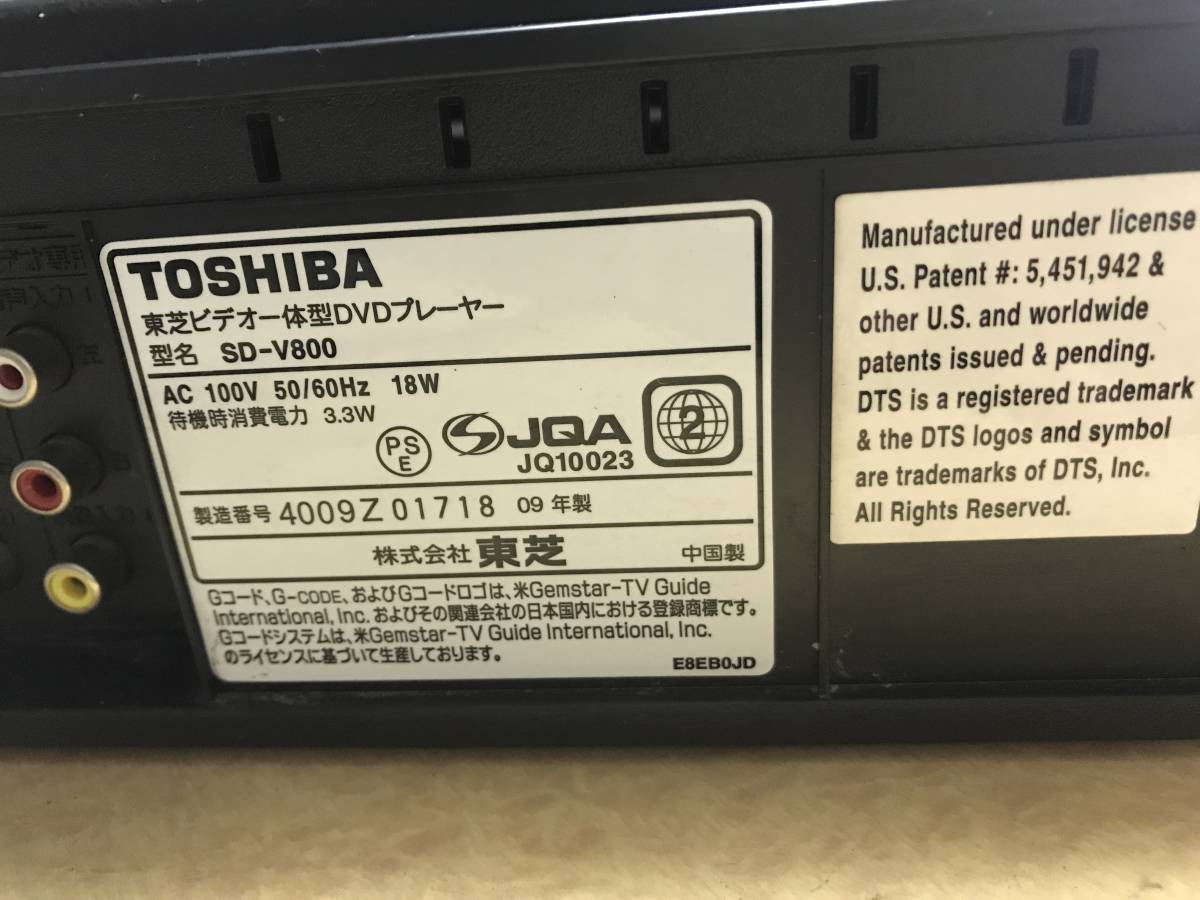 TOSHIBA
東芝ビデオ一体型DVDプレーヤー
型名 SD-V800
AC 100V 50/60Hz 18W
待機時消費電力 3.3W
PS
E
JQA
JQ10023
2
製造番号 4009Z01718 09年製
株式会社 東芝 中国製
Gコード、G-CODE、およびGコードロゴは、米Gemstar-TV Guide
International, Inc. およびその関連会社の日本国内における登録商標です。
Gコードシステムは、米Gemstar-TV Guide International, Inc.
のライセンスに基づいて生産しております。
E8EB0JD
Manufactured under license
U.S. Patent #: 5,451,942 &
other U.S. and worldwide
patents issued & pending.
DTS is a registered trademark
& the DTS logos and symbol
are trademarks of DTS, Inc.
All Rights Reserved.